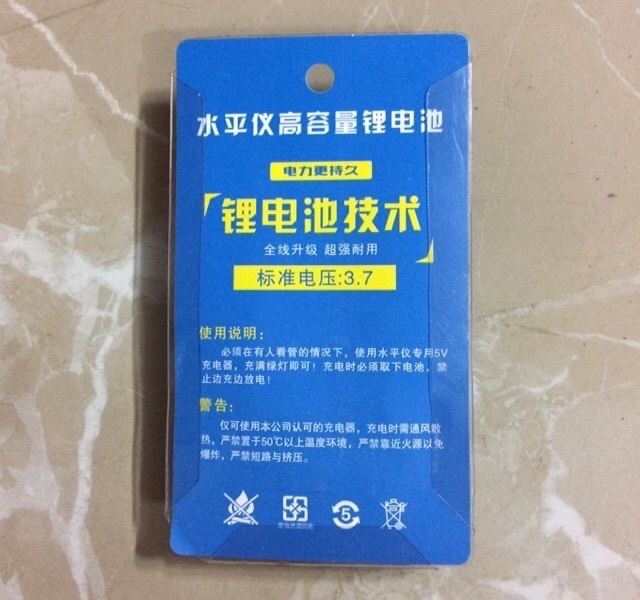 水平仪高容量锂电池
电力更持久
「锂电池技术」
全线升级 超强耐用
标准电压:3.7
使用说明:
必须在有人看管的情况下，使用水平仪专用5V
充电器，充满绿灯即可！充电时必须取下电池，禁
止边充边放电！
警告:
仅可使用本公司认可的充电器，充电时需通风散
热，严禁置于50℃以上温度环境，严禁靠近火源以免
爆炸，严禁短路与挤压。
5